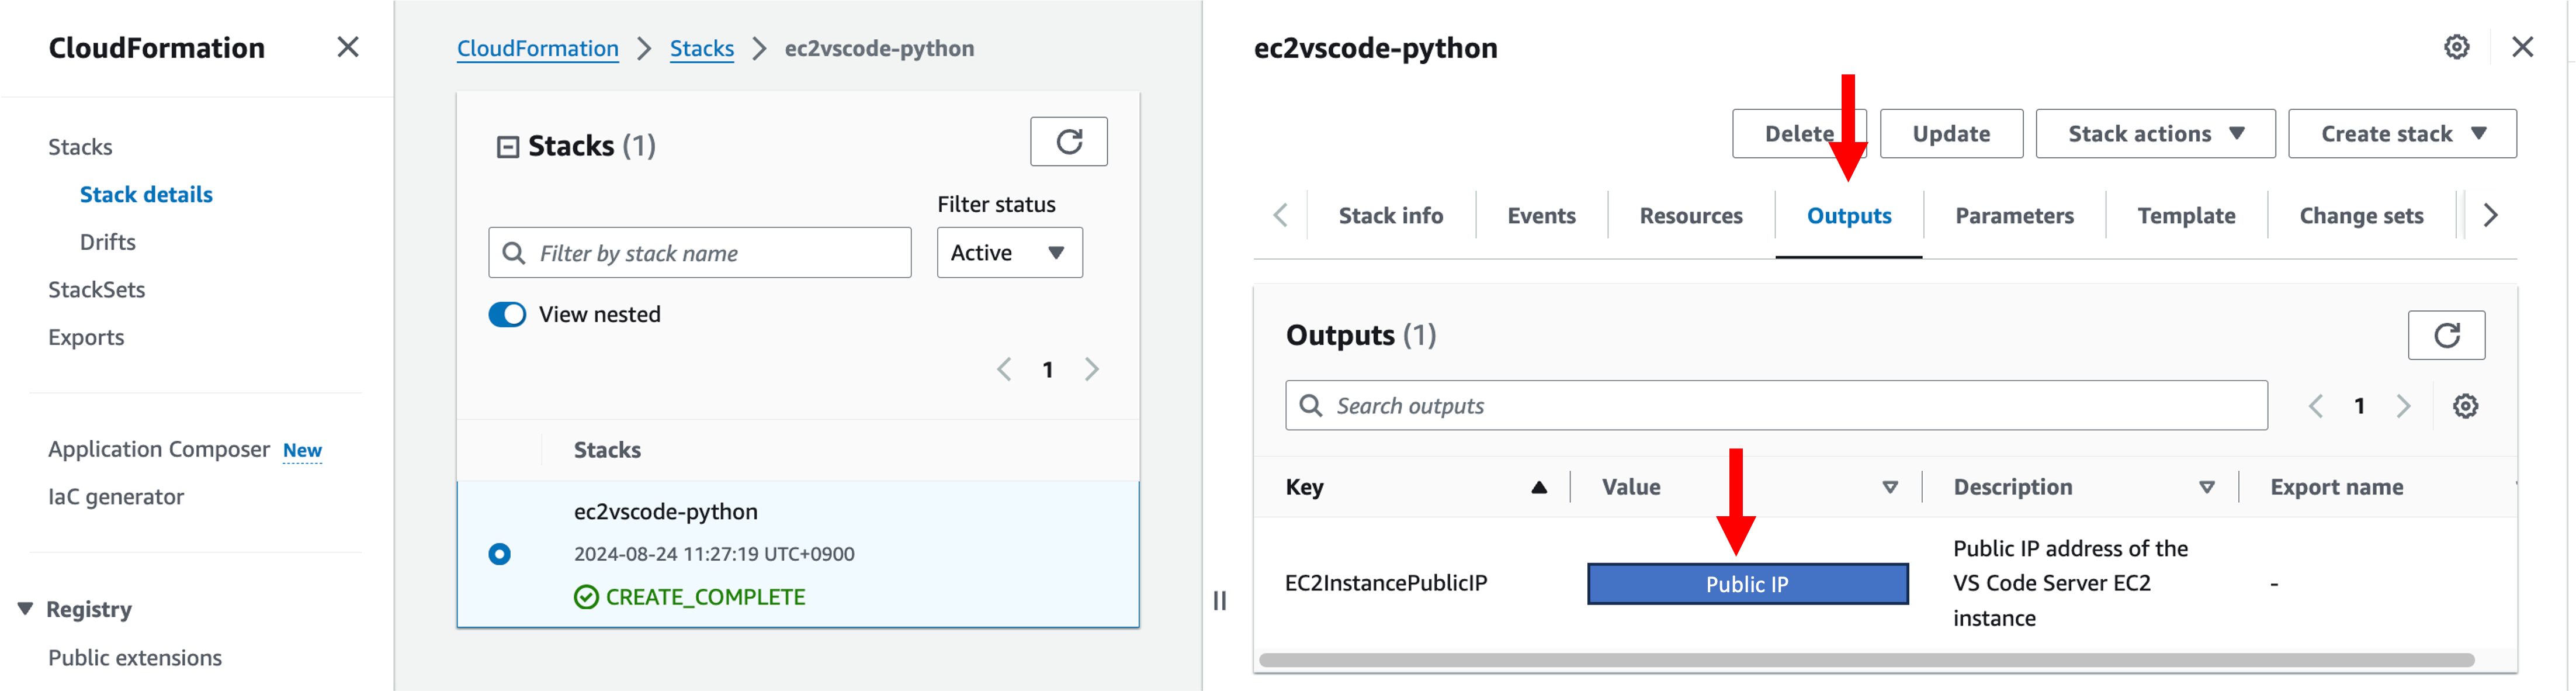 CloudFormation
Stacks
Stack details
Drifts
StackSets
Exports
Application Composer New
IaC generator
Registry
Public extensions
CloudFormation > Stacks > ec2vscode-python
Stacks (1)
Filter status
Filter by stack name
Active
View nested
1
Stacks
ec2vscode-python
2024-08-24 11:27:19 UTC+0900
CREATE_COMPLETE
ec2vscode-python
Delete Update Stack actions Create stack
Stack info Events Resources Outputs Parameters Template Change sets
Outputs (1)
Search outputs
1
Key Value Description Export name
EC2InstancePublicIP
Public IP
Public IP address of the
VS Code Server EC2
instance
-